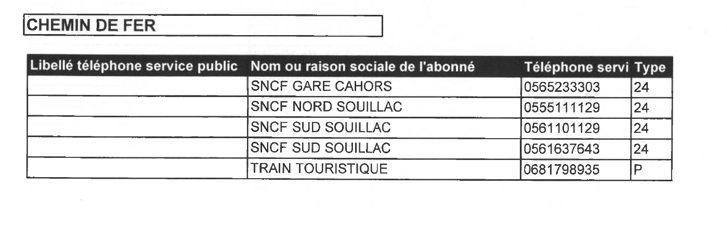 CHEMIN DE FER
Libellé téléphone service public Nom ou raison sociale de l'abonné Téléphone servi Type
SNCF GARE CAHORS 0565233303 24
SNCF NORD SOUILLAC 0555111129 24
SNCF SUD SOUILLAC 0561101129 24
SNCF SUD SOUILLAC 0561637643 24
TRAIN TOURISTIQUE 0681798935 P